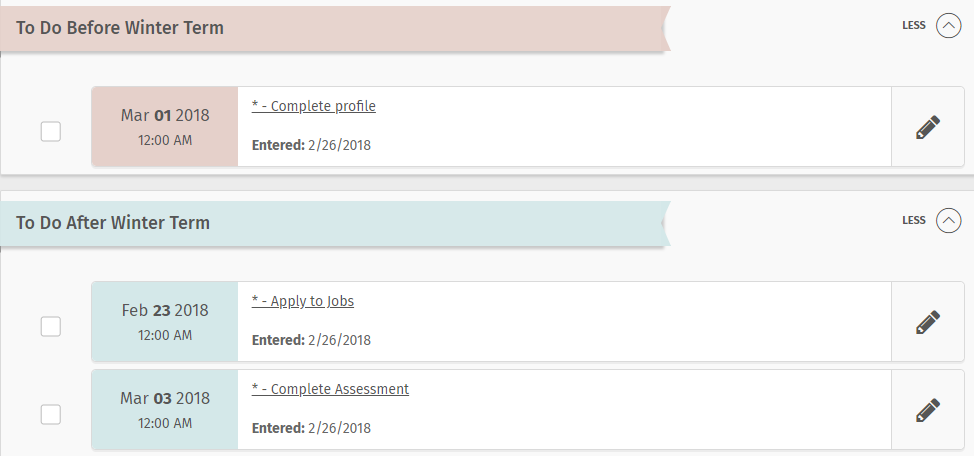 To Do Before Winter Term
LESS
Mar 01 2018
12:00 AM
* - Complete profile
Entered: 2/26/2018
To Do After Winter Term
LESS
Feb 23 2018
12:00 AM
* - Apply to Jobs
Entered: 2/26/2018
Mar 03 2018
12:00 AM
* - Complete Assessment
Entered: 2/26/2018